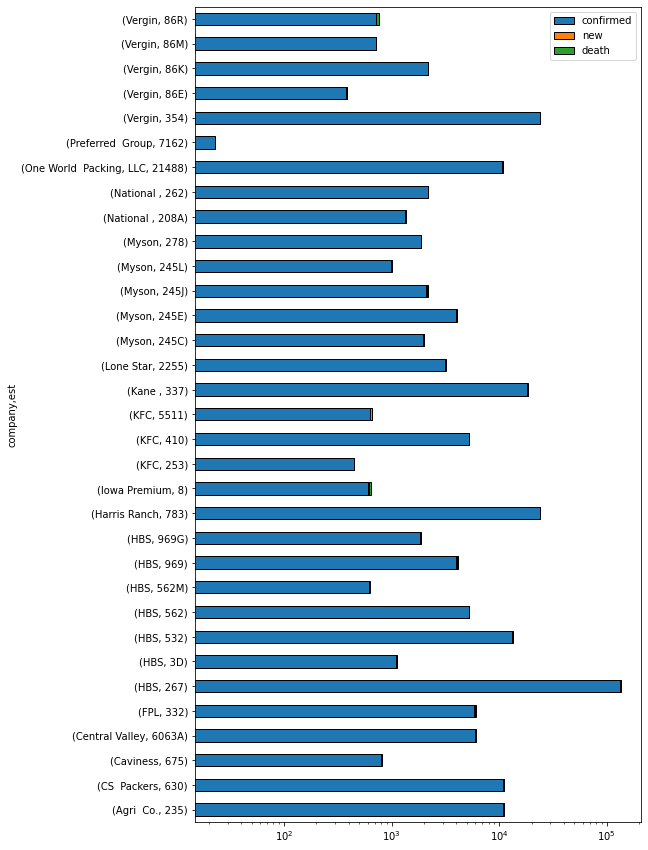 (Vergin, 86R)
(Vergin, 86M)
(Vergin, 86K)
(Vergin, 86E)
(Vergin, 354)
(Preferred  Group, 7162)
(One World  Packing, LLC, 21488)
(National , 262)
(National , 208A)
(Myson, 278)
(Myson, 245L)
(Myson, 245J)
(Myson, 245E)
(Myson, 245C)
(Lone Star, 2255)
(Kane , 337)
(KFC, 5511)
(KFC, 410)
(KFC, 253)
(Iowa Premium, 8)
(Harris Ranch, 783)
(HBS, 969G)
(HBS, 969)
(HBS, 562M)
(HBS, 562)
(HBS, 532)
(HBS, 3D)
(HBS, 267)
(FPL, 332)
(Central Valley, 6063A)
(Caviness, 675)
(CS  Packers, 630)
(Agri  Co., 235)
company,est
confirmed
new
death
10² 10³ 10⁴ 10⁵